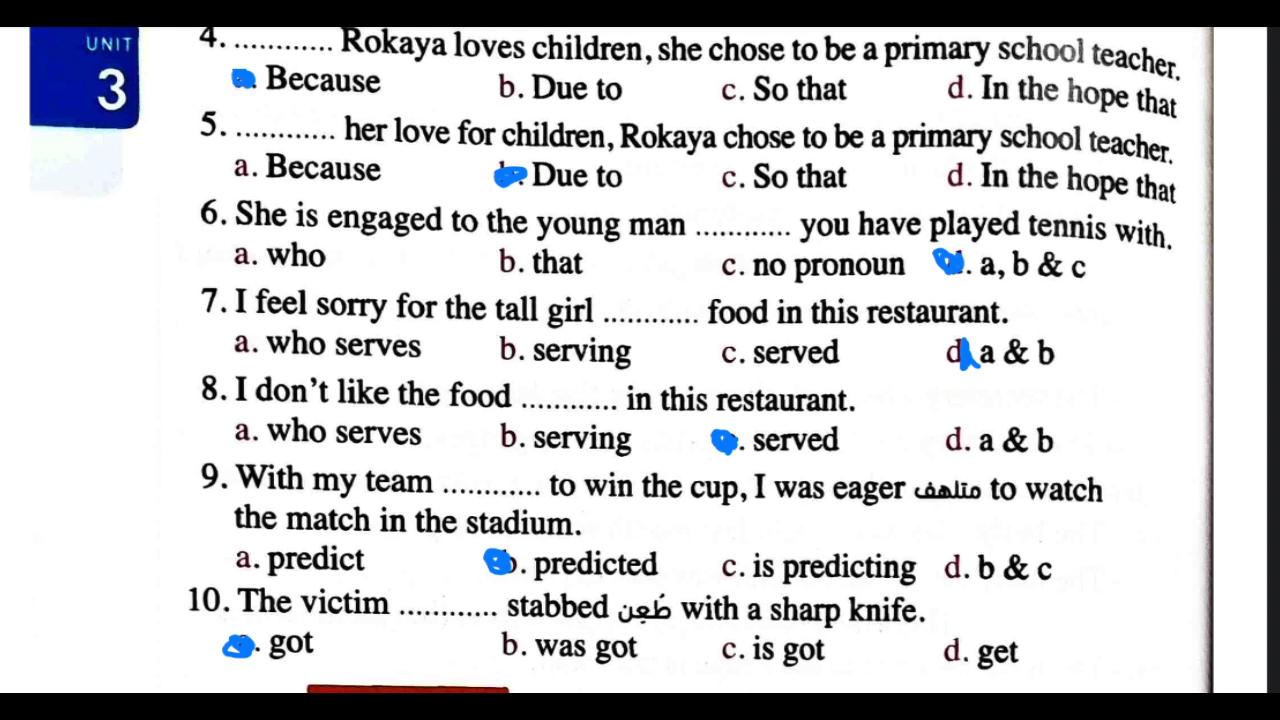 UNIT
3
4. ............ Rokaya loves children, she chose to be a primary school teacher.
. Because b. Due to c. So that d. In the hope that
5. ............ her love for children, Rokaya chose to be a primary school teacher.
a. Because . Due to c. So that d. In the hope that
6. She is engaged to the young man ............ you have played tennis with.
a. who b. that c. no pronoun . a, b & c
7. I feel sorry for the tall girl ............ food in this restaurant.
a. who serves b. serving c. served d a & b
8. I don't like the food ............ in this restaurant.
a. who serves b. serving . served d. a & b
9. With my team ............ to win the cup, I was eager متلهف to watch
the match in the stadium.
a. predict b. predicted c. is predicting d. b & c
10. The victim ............ stabbed طُعِن with a sharp knife.
. got b. was got c. is got d. get